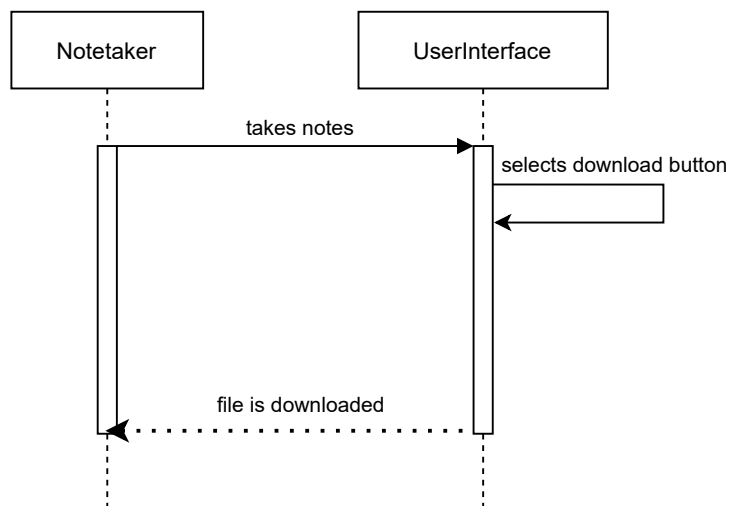 Notetaker
UserInterface
takes notes
selects download button
file is downloaded